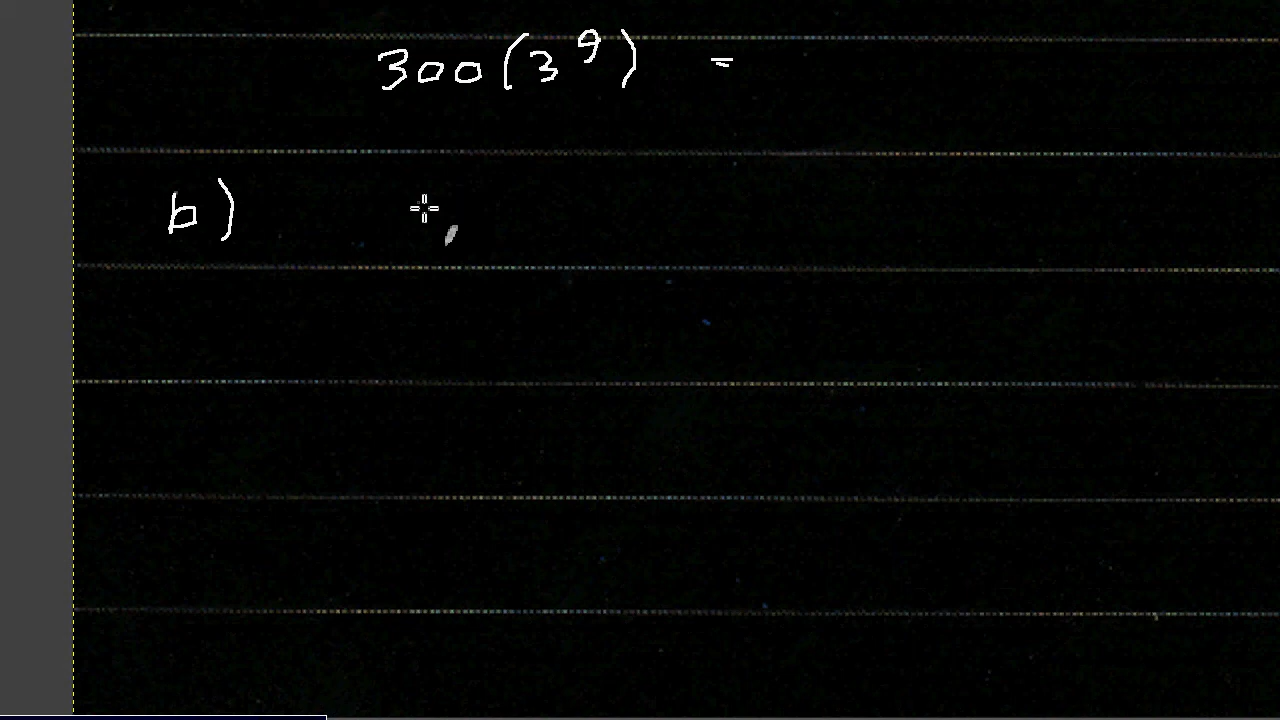 300(3⁹) =
b)